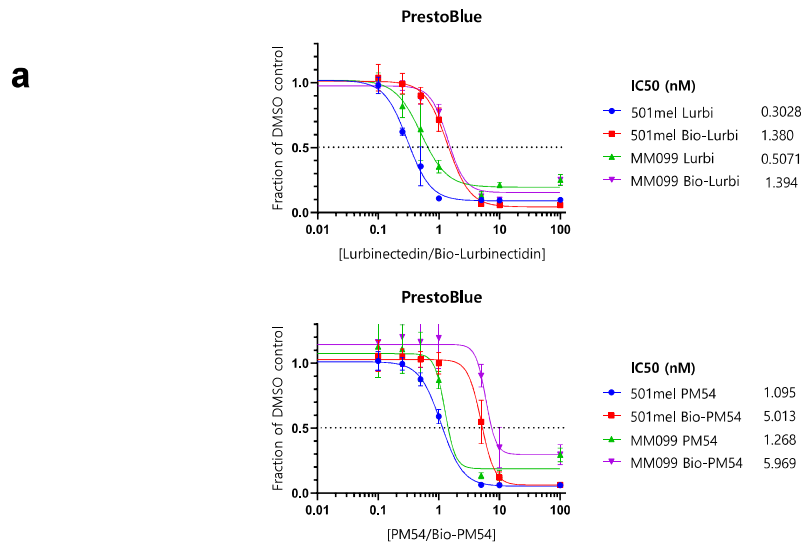 a
PrestoBlue
Fraction of DMSO control
1.0
0.5
0.0
0.01 0.1 1 10 100
[Lurbinectedin/Bio-Lurbinectidin]
IC50 (nM)
501mel Lurbi 0.3028
501mel Bio-Lurbi 1.380
MM099 Lurbi 0.5071
MM099 Bio-Lurbi 1.394
PrestoBlue
Fraction of DMSO control
1.0
0.5
0.0
0.01 0.1 1 10 100
[PM54/Bio-PM54]
IC50 (nM)
501mel PM54 1.095
501mel Bio-PM54 5.013
MM099 PM54 1.268
MM099 Bio-PM54 5.969